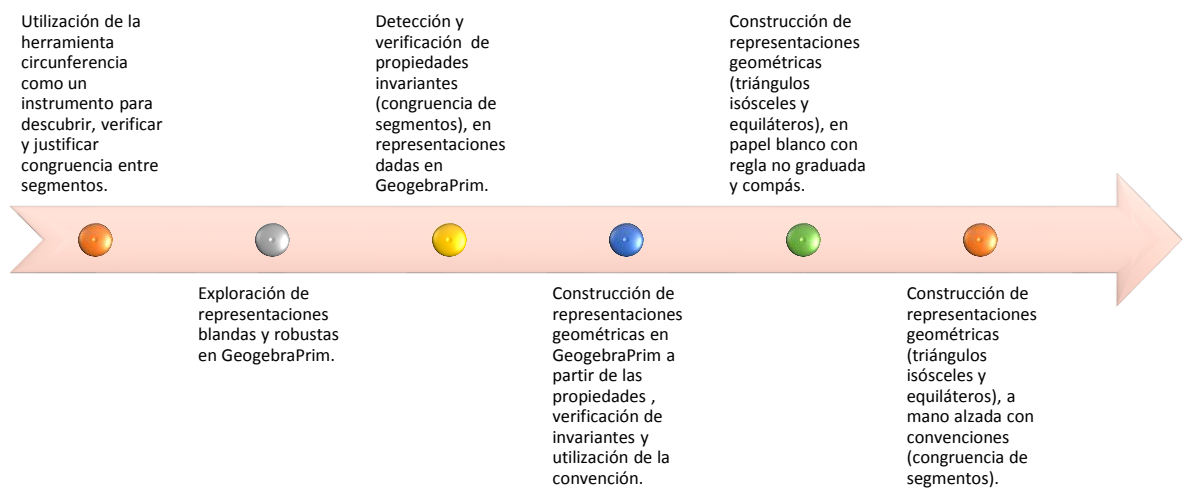 Utilización de la
herramienta
circunferencia
como un
instrumento para
descubrir, verificar
y justificar
congruencia entre
segmentos.
Exploración de
representaciones
blandas y robustas
en GeogebraPrim.
Detección y
verificación de
propiedades
invariantes
(congruencia de
segmentos), en
representaciones
dadas en
GeogebraPrim.
Construcción de
representaciones
geométricas en
GeogebraPrim a
partir de las
propiedades ,
verificación de
invariantes y
utilización de la
convención.
Construcción de
representaciones
geométricas
(triángulos
isósceles y
equiláteros), en
papel blanco con
regla no graduada
y compás.
Construcción de
representaciones
geométricas
(triángulos
isósceles y
equiláteros), a
mano alzada con
convenciones
(congruencia de
segmentos).